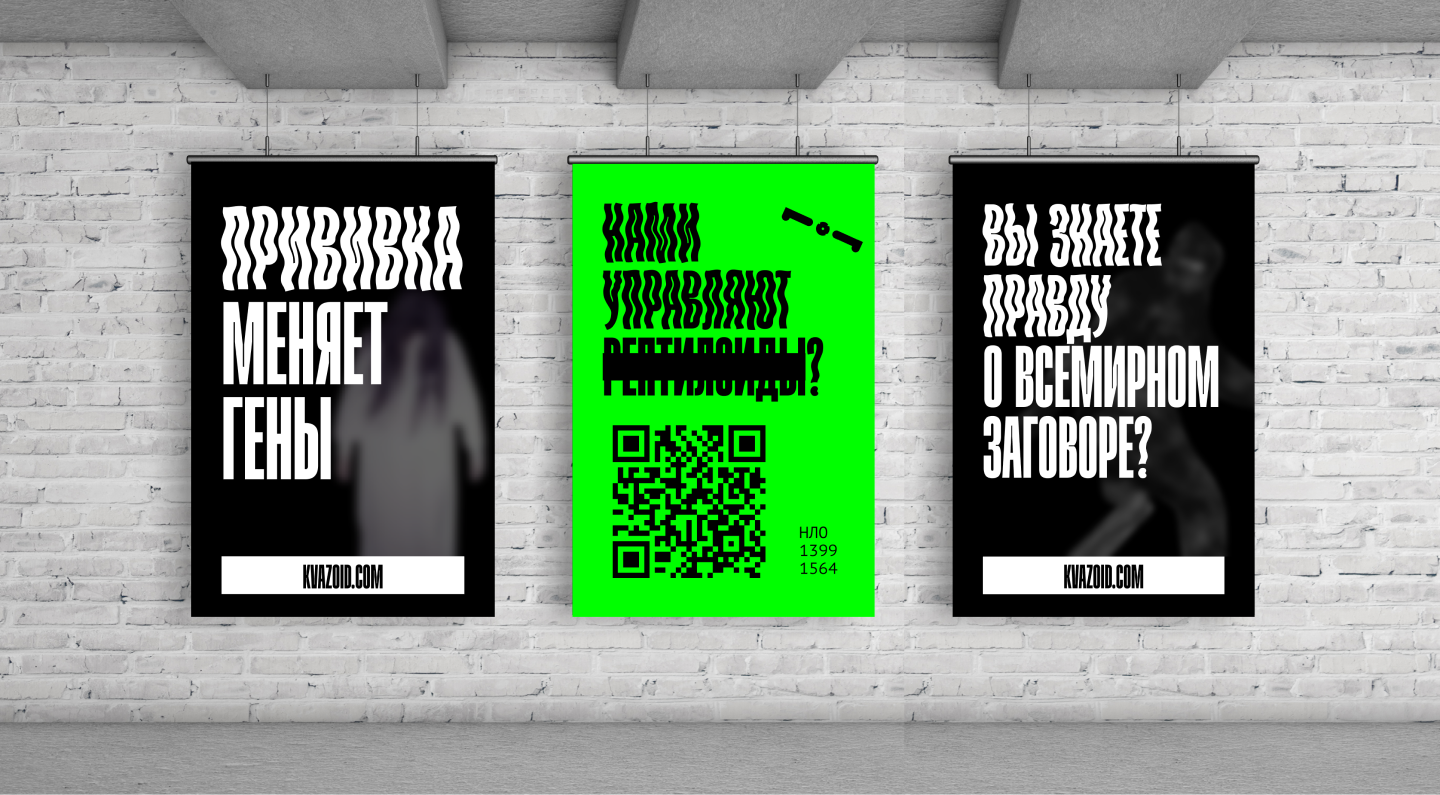 ПРИВИВКА
МЕНЯЕТ
ГЕНЫ
KVAZOID.COM
НАМИ
УПРАВЛЯЮТ
РЕПТИЛОИДЫ?
НЛО
1399
1564
ВЫ ЗНАЕТЕ
ПРАВДУ
О ВСЕМИРНОМ
ЗАГОВОРЕ?
KVAZOID.COM